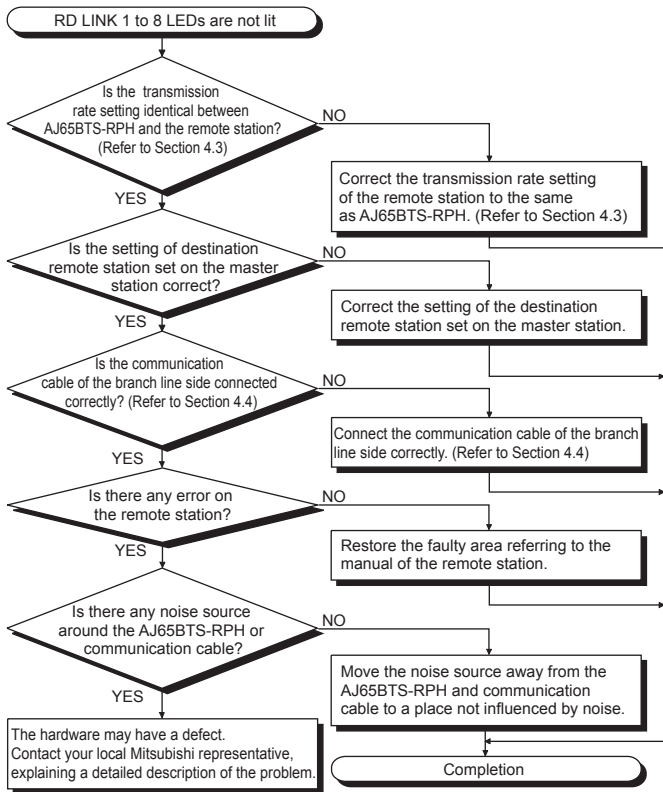 RD LINK 1 to 8 LEDs are not lit
Is the transmission
rate setting identical between
AJ65BTS-RPH and the remote station?
(Refer to Section 4.3)
NO
Correct the transmission rate setting
of the remote station to the same
as AJ65BTS-RPH. (Refer to Section 4.3)
YES
Is the setting of destination
remote station set on the master
station correct?
NO
Correct the setting of the destination
remote station set on the master station.
YES
Is the communication
cable of the branch line side connected
correctly? (Refer to Section 4.4)
NO
Connect the communication cable of the branch
line side correctly. (Refer to Section 4.4)
YES
Is there any error on
the remote station?
NO
Restore the faulty area referring to the
manual of the remote station.
YES
Is there any noise source
around the AJ65BTS-RPH or
communication cable?
NO
Move the noise source away from the
AJ65BTS-RPH and communication
cable to a place not influenced by noise.
YES
The hardware may have a defect.
Contact your local Mitsubishi representative,
explaining a detailed description of the problem.
Completion